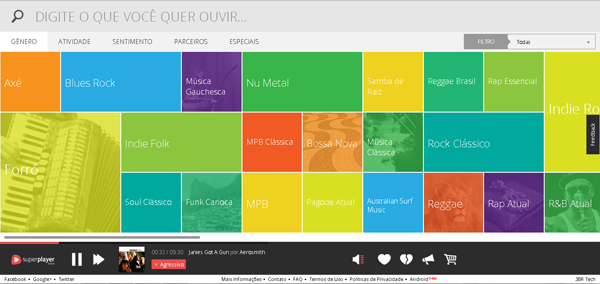 DIGITE O QUE VOCÊ QUER OUVIR...
GÊNERO ATIVIDADE SENTIMENTO PARCEIROS ESPECIAIS FILTRO Todas
Axé
Blues Rock
Música Gauchesca
Nu Metal
Samba de Raiz
Reggae Brasil
Rap Essencial
Indie Ro
Forró
Indie Folk
MPB Clássica
Bossa Nova
Música Clássica
Rock Clássico
Soul Clássico
Funk Carioca
MPB
Pagode Atual
Australian Surf Music
Reggae
Rap Atual
R&B Atual
Feedback
superplayer
00:33 / 05:30 Janies Got A Gun por Aerosmith
Agressivo
Facebook • Google+ • Twitter
Mais Informações • Contato • FAQ • Termos de Uso • Políticas de Privacidade • Android
JBR Tech